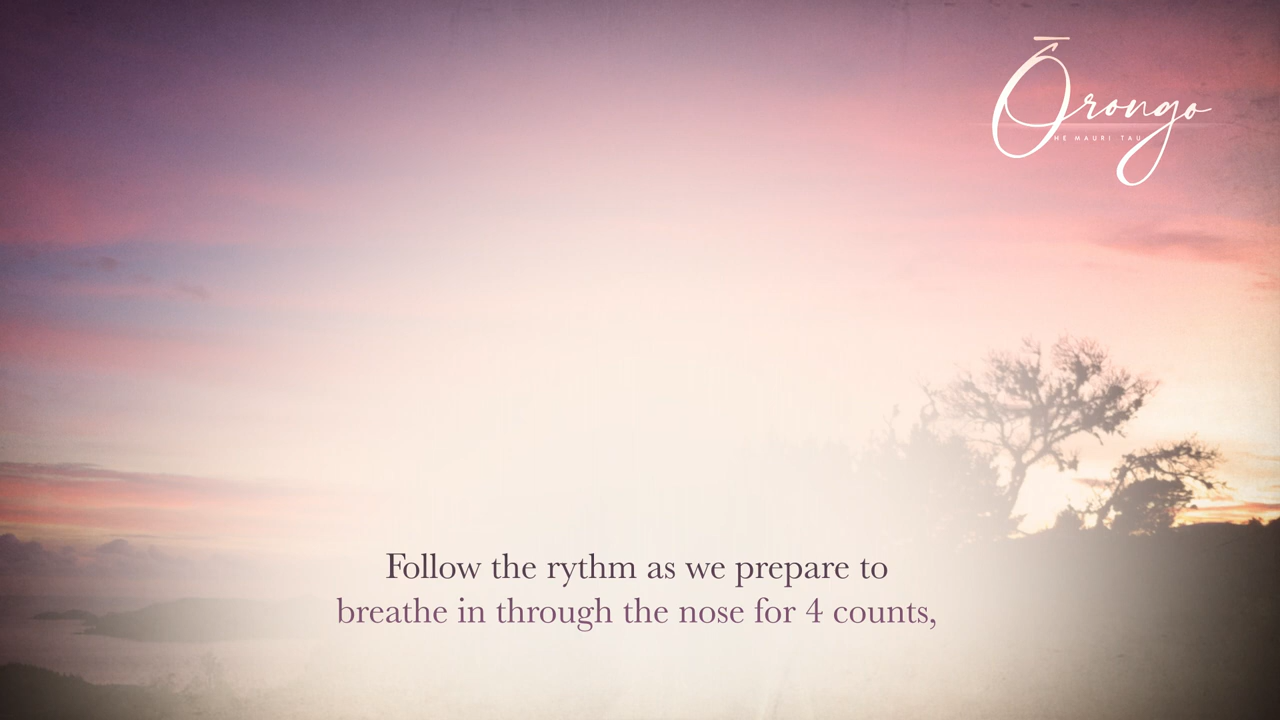 Ōrongo
HE MAURI TAU
Follow the rythm as we prepare to
breathe in through the nose for 4 counts,